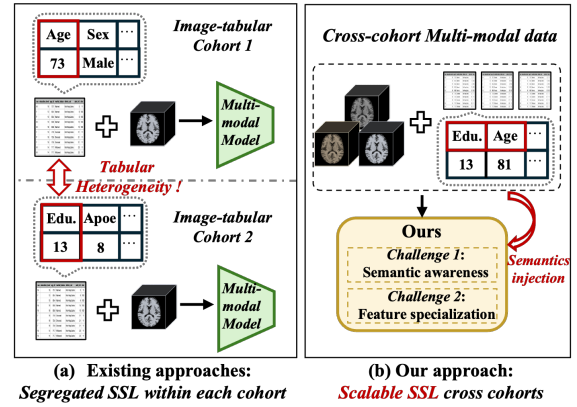 Age Sex ...
73 Male ...
Image-tabular
Cohort 1
Multi-
modal
Model
Tabular
Heterogeneity !
Edu. Apoe ...
13 8 ...
Image-tabular
Cohort 2
Multi-
modal
Model
(a) Existing approaches:
Segregated SSL within each cohort
Cross-cohort Multi-modal data
Edu. Age ...
13 81 ...
Ours
Challenge 1:
Semantic awareness
Challenge 2:
Feature specialization
Semantics
injection
(b) Our approach:
Scalable SSL cross cohorts